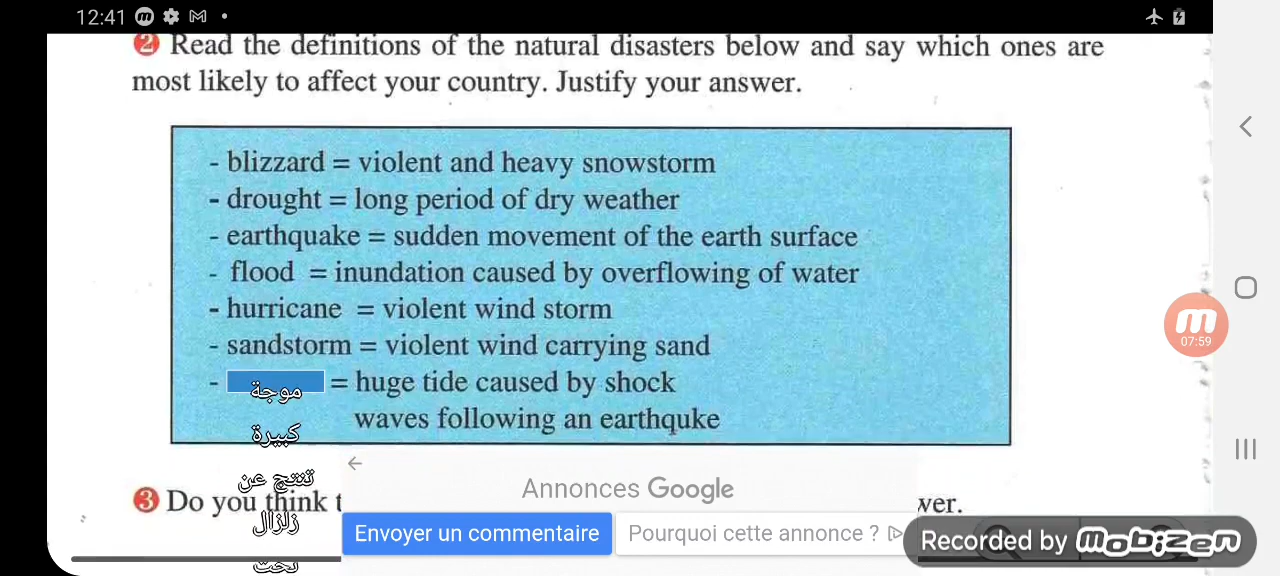 12:41
2 Read the definitions of the natural disasters below and say which ones are
most likely to affect your country. Justify your answer.
- blizzard = violent and heavy snowstorm
- drought = long period of dry weather
- earthquake = sudden movement of the earth surface
- flood = inundation caused by overflowing of water
- hurricane = violent wind storm
- sandstorm = violent wind carrying sand
- موجة = huge tide caused by shock
كبيرة
waves following an earthquke
تنتج عن
زلزال
تحت
3 Do you think
Annonces Google
Envoyer un commentaire
Pourquoi cette annonce ?
07:59
Recorded by Mobizen